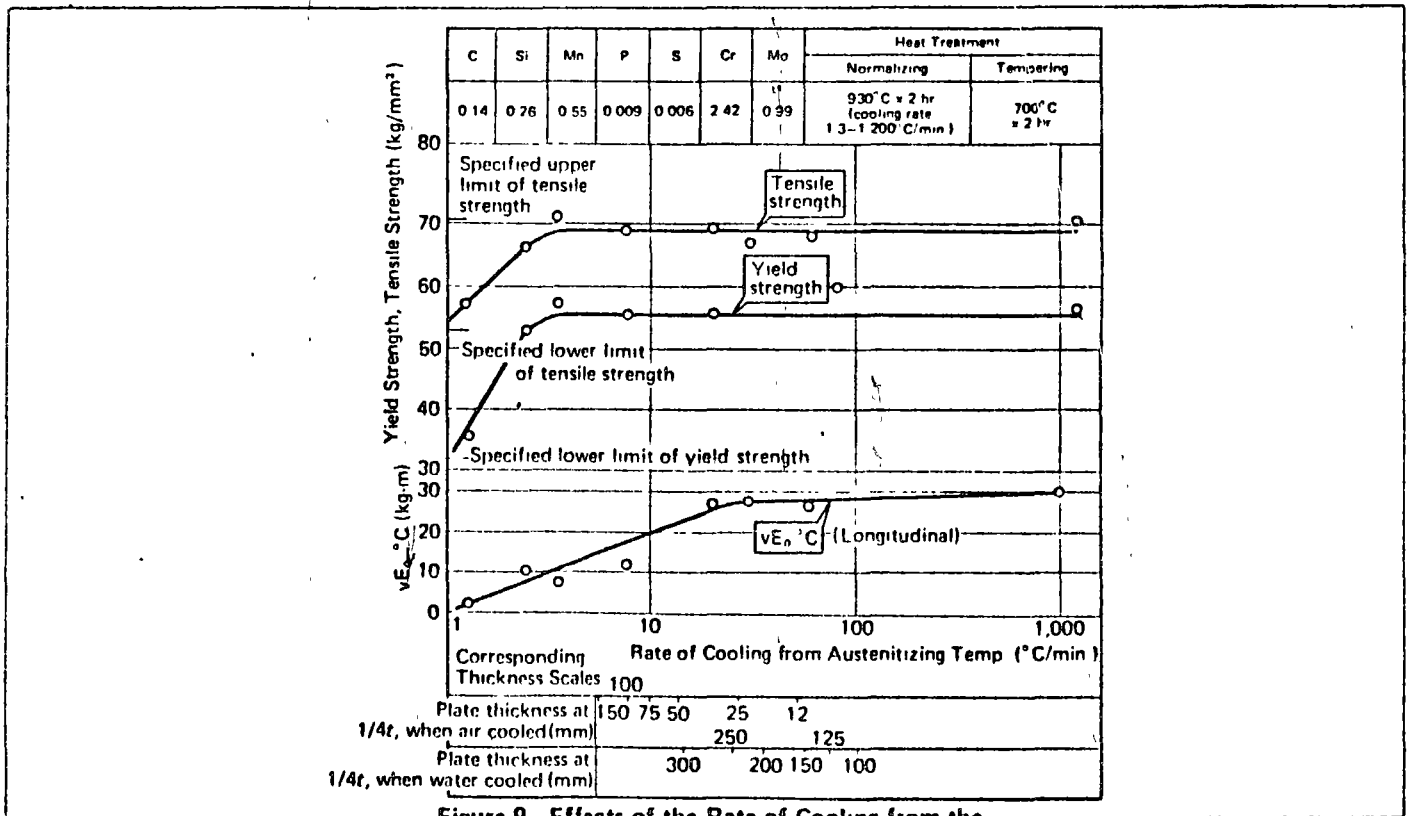 C Si Mn P S Cr Mo Heat Treatment
Normalizing Tempering
0 14 0 26 0 55 0 009 0 006 2 42 0 99 930°C × 2 hr 700°C
(cooling rate × 2 hr
1 3–1 200°C/min )
Yield Strength, Tensile Strength (kg/mm²)
80
70
60
50
40
30
Specified upper
limit of tensile
strength
Tensile
strength
Yield
strength
Specified lower limit
of tensile strength
Specified lower limit of yield strength
vE₀ °C (kg·m)
30
20
10
0
vE₀ °C (Longitudinal)
1 10 100 1,000
Rate of Cooling from Austenitizing Temp (°C/min )
Corresponding
Thickness Scales 100
Plate thickness at 150 75 50 25 12
1/4t, when air cooled (mm)
250 125
Plate thickness at 300 200 150 100
1/4t, when water cooled (mm)
Figure 9 Effects of the Rate of Cooling from the